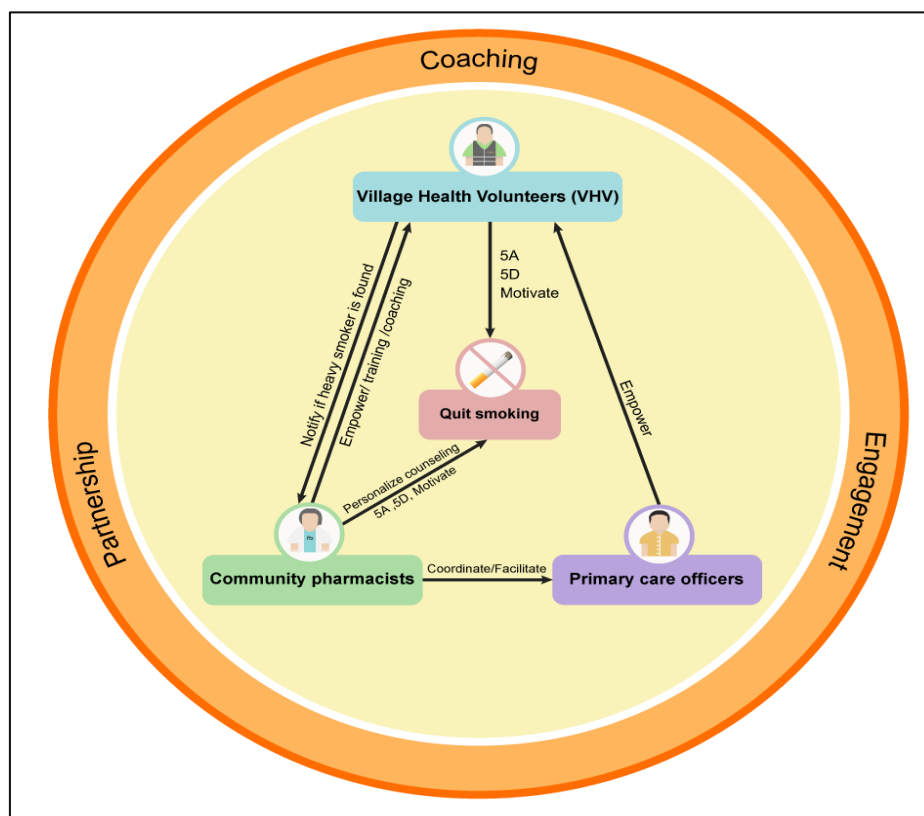 Coaching
Village Health Volunteers (VHV)
5A
5D
Motivate
Notify if heavy smoker is found
Empower/ training /coaching
Quit smoking
Empower
Personalize counseling
5A ,5D, Motivate
Partnership
Engagement
Rx
Community pharmacists
Coordinate/Facilitate
Primary care officers